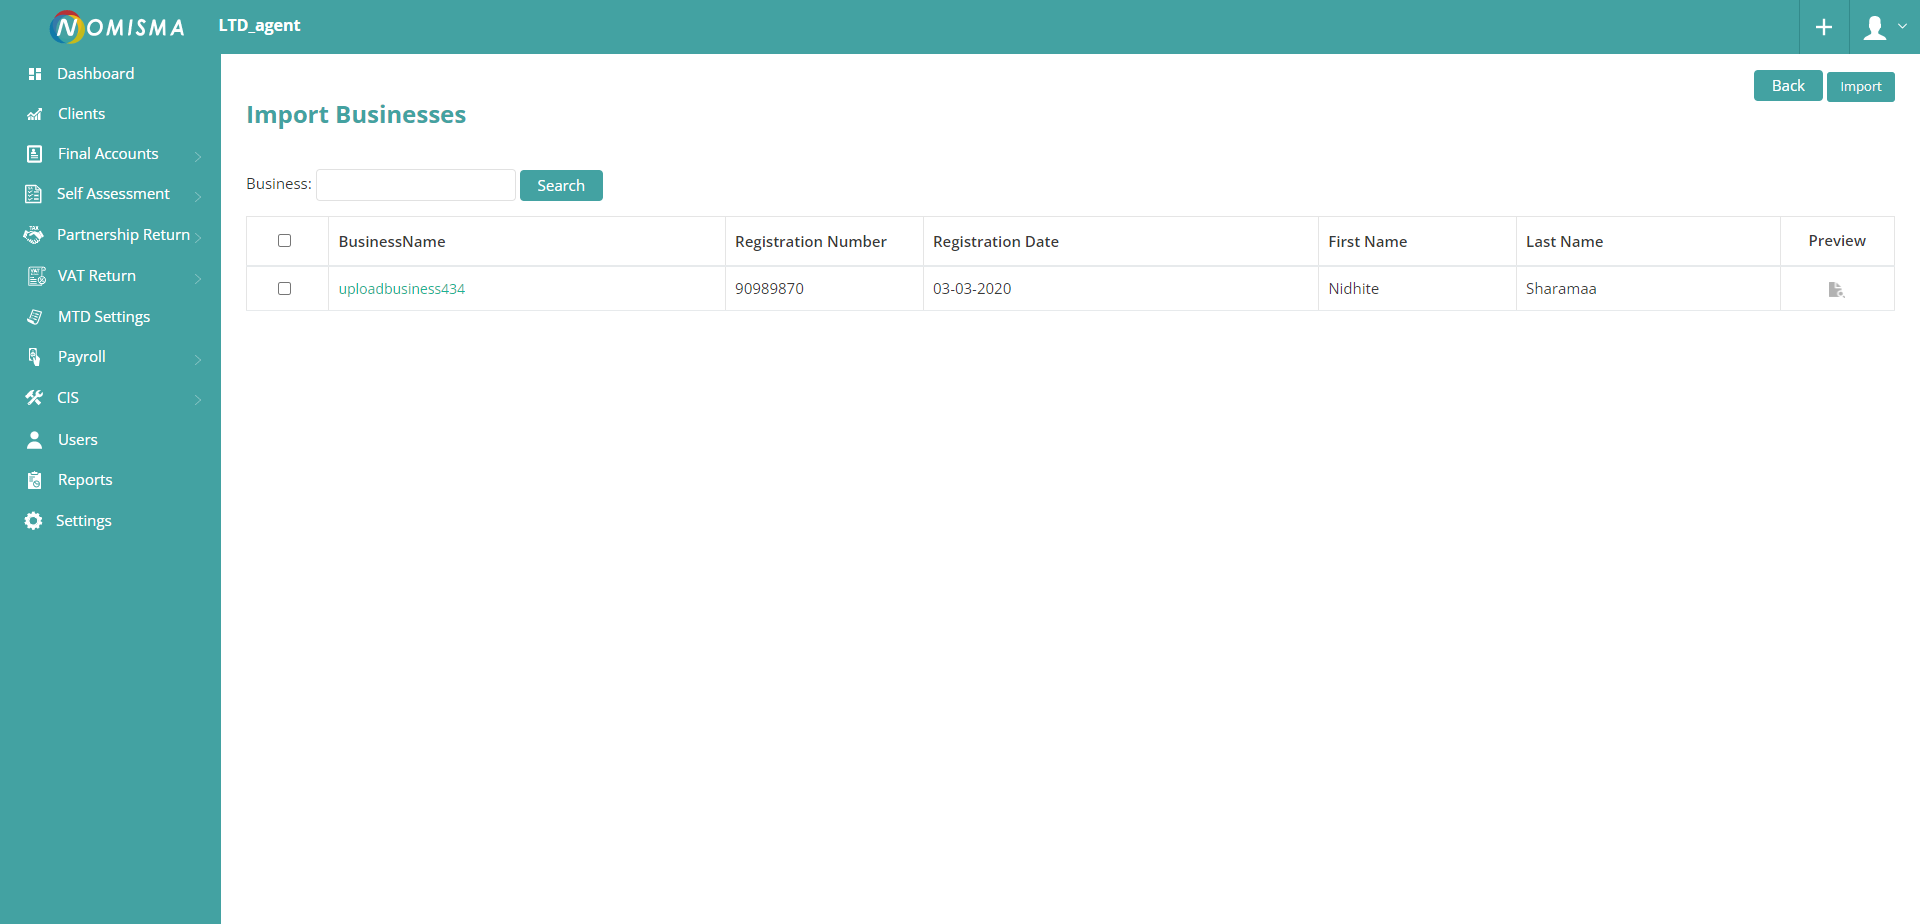 NOMISMA LTD_agent
Dashboard
Clients
Final Accounts
Self Assessment
Partnership Return
VAT Return
MTD Settings
Payroll
CIS
Users
Reports
Settings
Back Import
Import Businesses
Business: Search
BusinessName Registration Number Registration Date First Name Last Name Preview
uploadbusiness434 90989870 03-03-2020 Nidhite Sharamaa